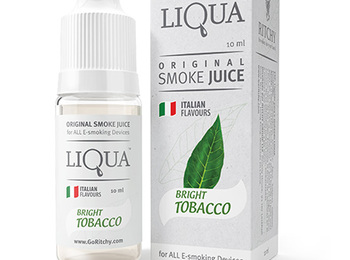 ORIGINAL SMOKE JUICE
for ALL E-smoking Devices
LIQUA
ITALIAN
FLAVOURS
10 ml
BRIGHT
TOBACCO
www.GoRitchy.com
LIQUA
10 ml
ORIGINAL
SMOKE JUICE
ITALIAN
FLAVOURS
BRIGHT
TOBACCO
for ALL E-smoking Devices
RITCHY